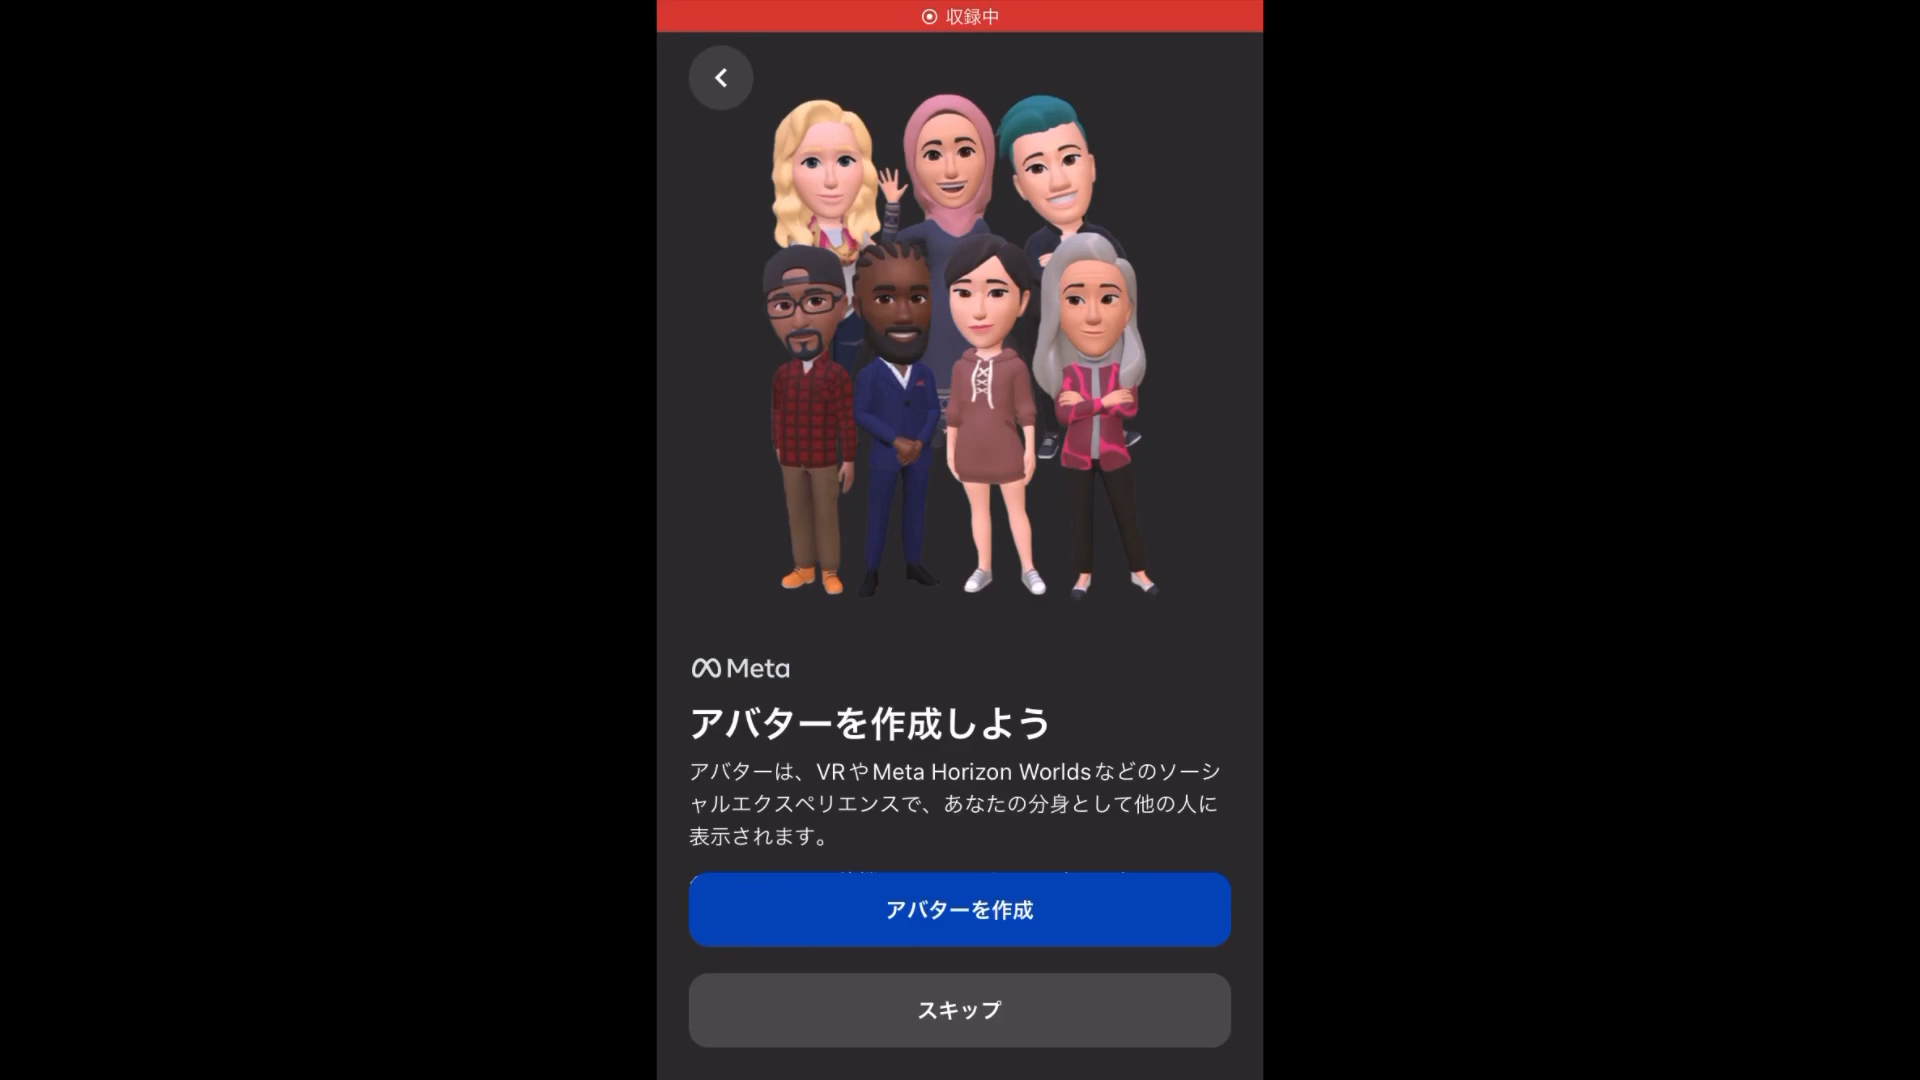 収録中
Meta
アバターを作成しよう
アバターは、VRやMeta Horizon Worldsなどのソーシ
ャルエクスペリエンスで、あなたの分身として他の人に
表示されます。
アバターを作成
スキップ